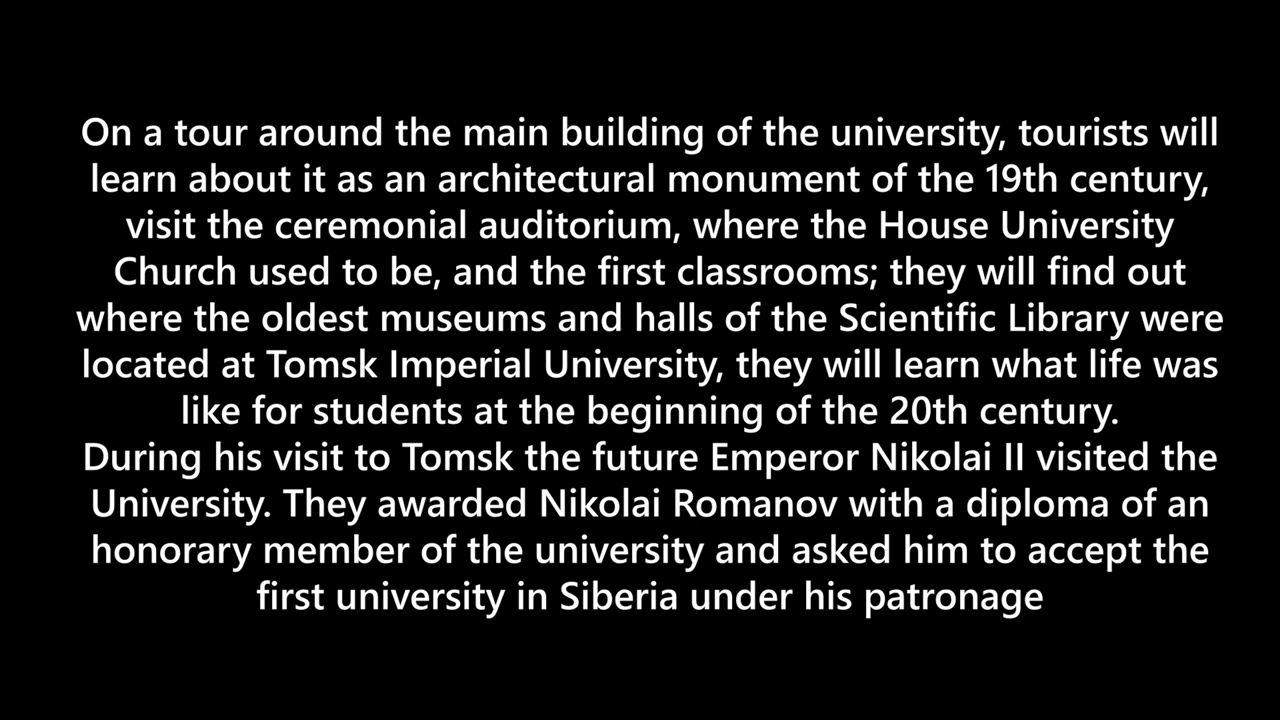 On a tour around the main building of the university, tourists will
learn about it as an architectural monument of the 19th century,
visit the ceremonial auditorium, where the House University
Church used to be, and the first classrooms; they will find out
where the oldest museums and halls of the Scientific Library were
located at Tomsk Imperial University, they will learn what life was
like for students at the beginning of the 20th century.
During his visit to Tomsk the future Emperor Nikolai II visited the
University. They awarded Nikolai Romanov with a diploma of an
honorary member of the university and asked him to accept the
first university in Siberia under his patronage